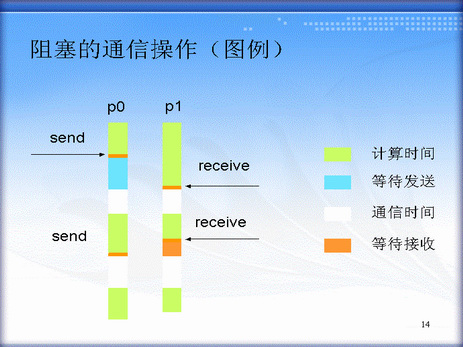 阻塞的通信操作（图例）
p0 p1
send
receive
receive
send
计算时间
等待发送
通信时间
等待接收
14